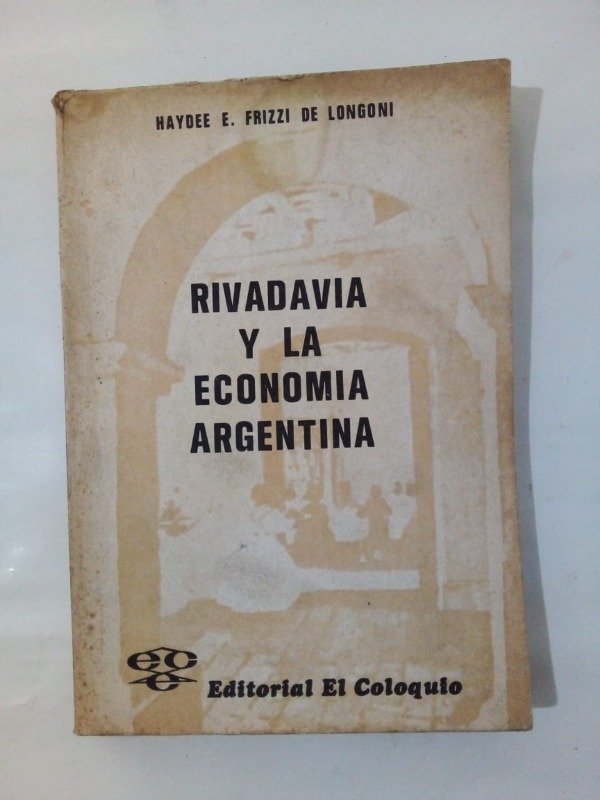 HAYDEE E. FRIZZI DE LONGONI
RIVADAVIA
Y LA
ECONOMIA
ARGENTINA
ece
Editorial El Coloquio